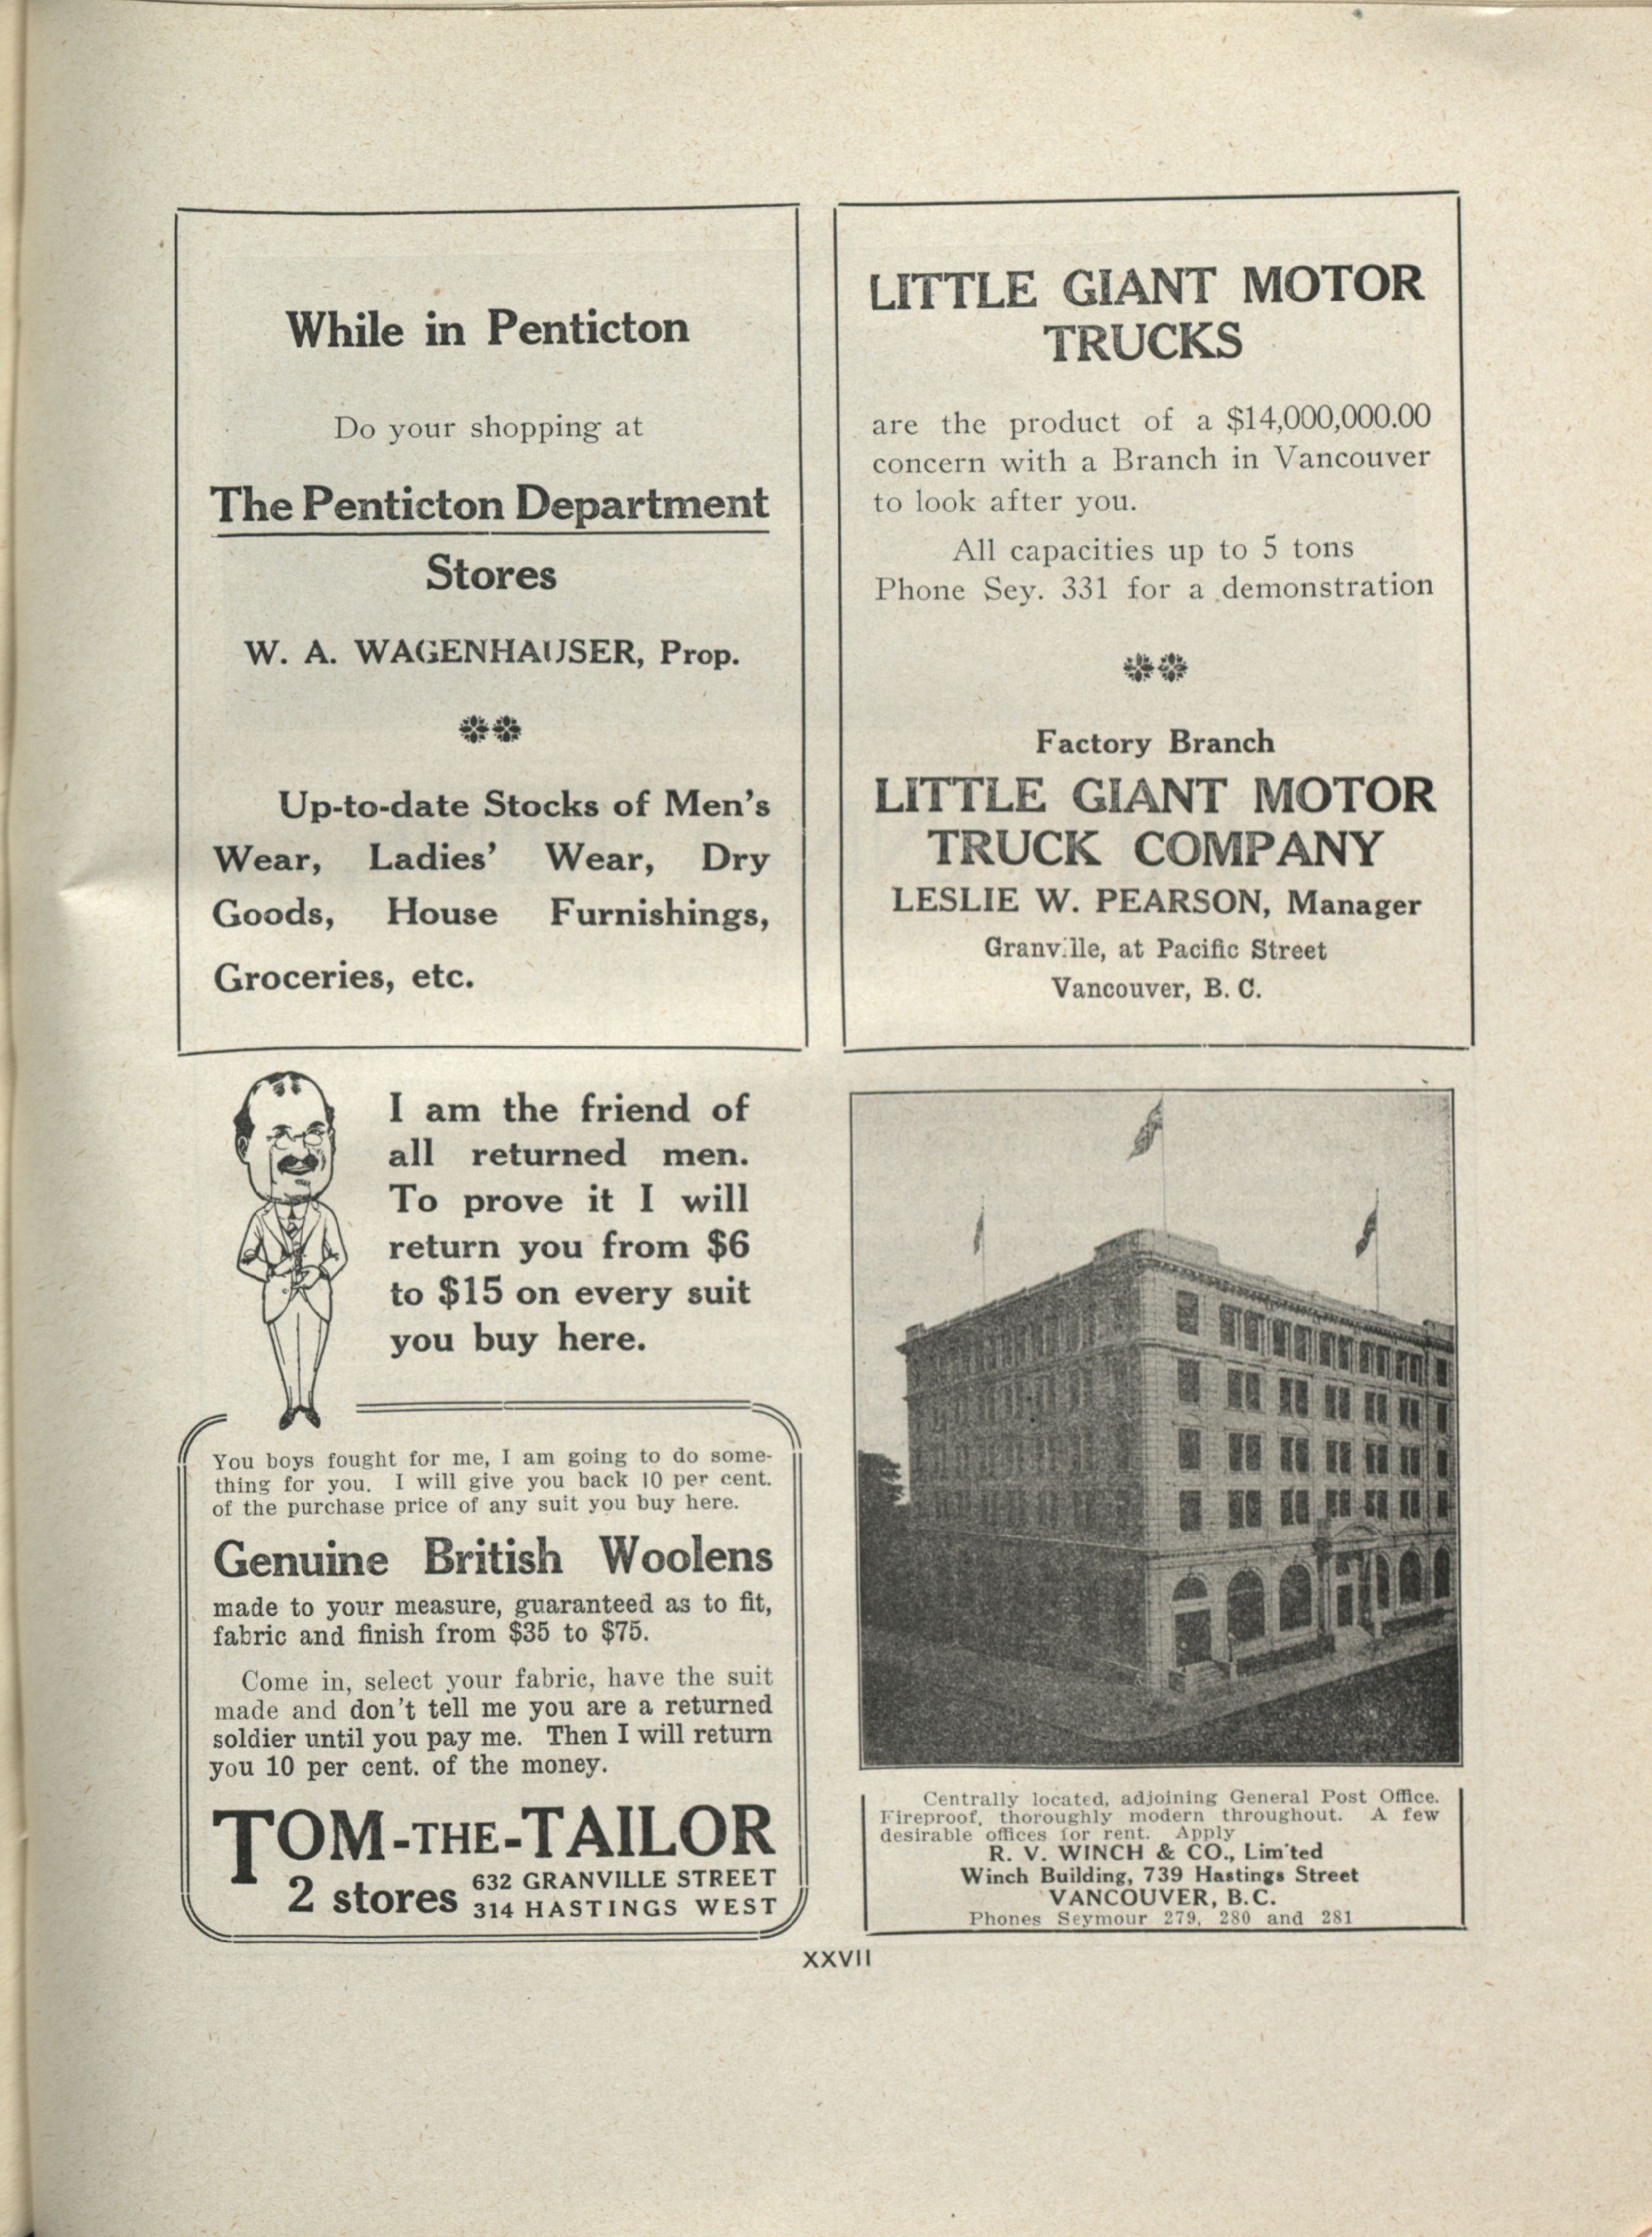 While in Penticton
Do your shopping at
The Penticton Department
Stores
W. A. WAGENHAUSER, Prop.
Up-to-date Stocks of Men's
Wear, Ladies' Wear, Dry
Goods, House Furnishings,
Groceries, etc.
LITTLE GIANT MOTOR
TRUCKS
are the product of a $14,000,000.00
concern with a Branch in Vancouver
to look after you.
All capacities up to 5 tons
Phone Sey. 331 for a demonstration
Factory Branch
LITTLE GIANT MOTOR
TRUCK COMPANY
LESLIE W. PEARSON, Manager
Granville, at Pacific Street
Vancouver, B. C.
I am the friend of
all returned men.
To prove it I will
return you from $6
to $15 on every suit
you buy here.
You boys fought for me, I am going to do some-
thing for you. I will give you back 10 per cent.
of the purchase price of any suit you buy here.
Genuine British Woolens
made to your measure, guaranteed as to fit,
fabric and finish from $35 to $75.
Come in, select your fabric, have the suit
made and don't tell me you are a returned
soldier until you pay me. Then I will return
you 10 per cent. of the money.
TOM-THE-TAILOR
2 stores 632 GRANVILLE STREET
314 HASTINGS WEST
Centrally located, adjoining General Post Office.
Fireproof, thoroughly modern throughout. A few
desirable offices for rent. Apply
R. V. WINCH & CO., Limited
Winch Building, 739 Hastings Street
VANCOUVER, B.C.
Phones Seymour 279, 280 and 281
XXVII